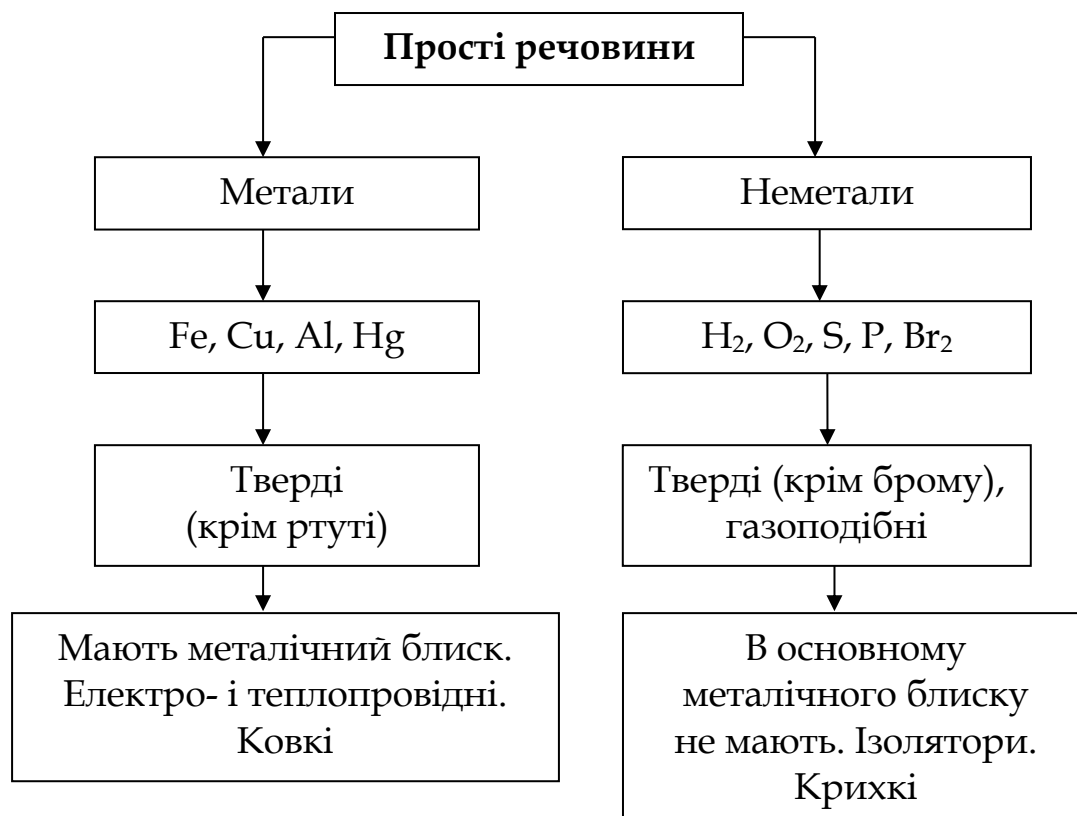 Прості речовини
Метали
Неметали
Fe, Cu, Al, Hg
H₂, O₂, S, P, Br₂
Тверді
(крім ртуті)
Тверді (крім брому),
газоподібні
Мають металічний блиск.
Електро- і теплопровідні.
Ковкі
В основному
металічного блиску
не мають. Ізолятори.
Крихкі